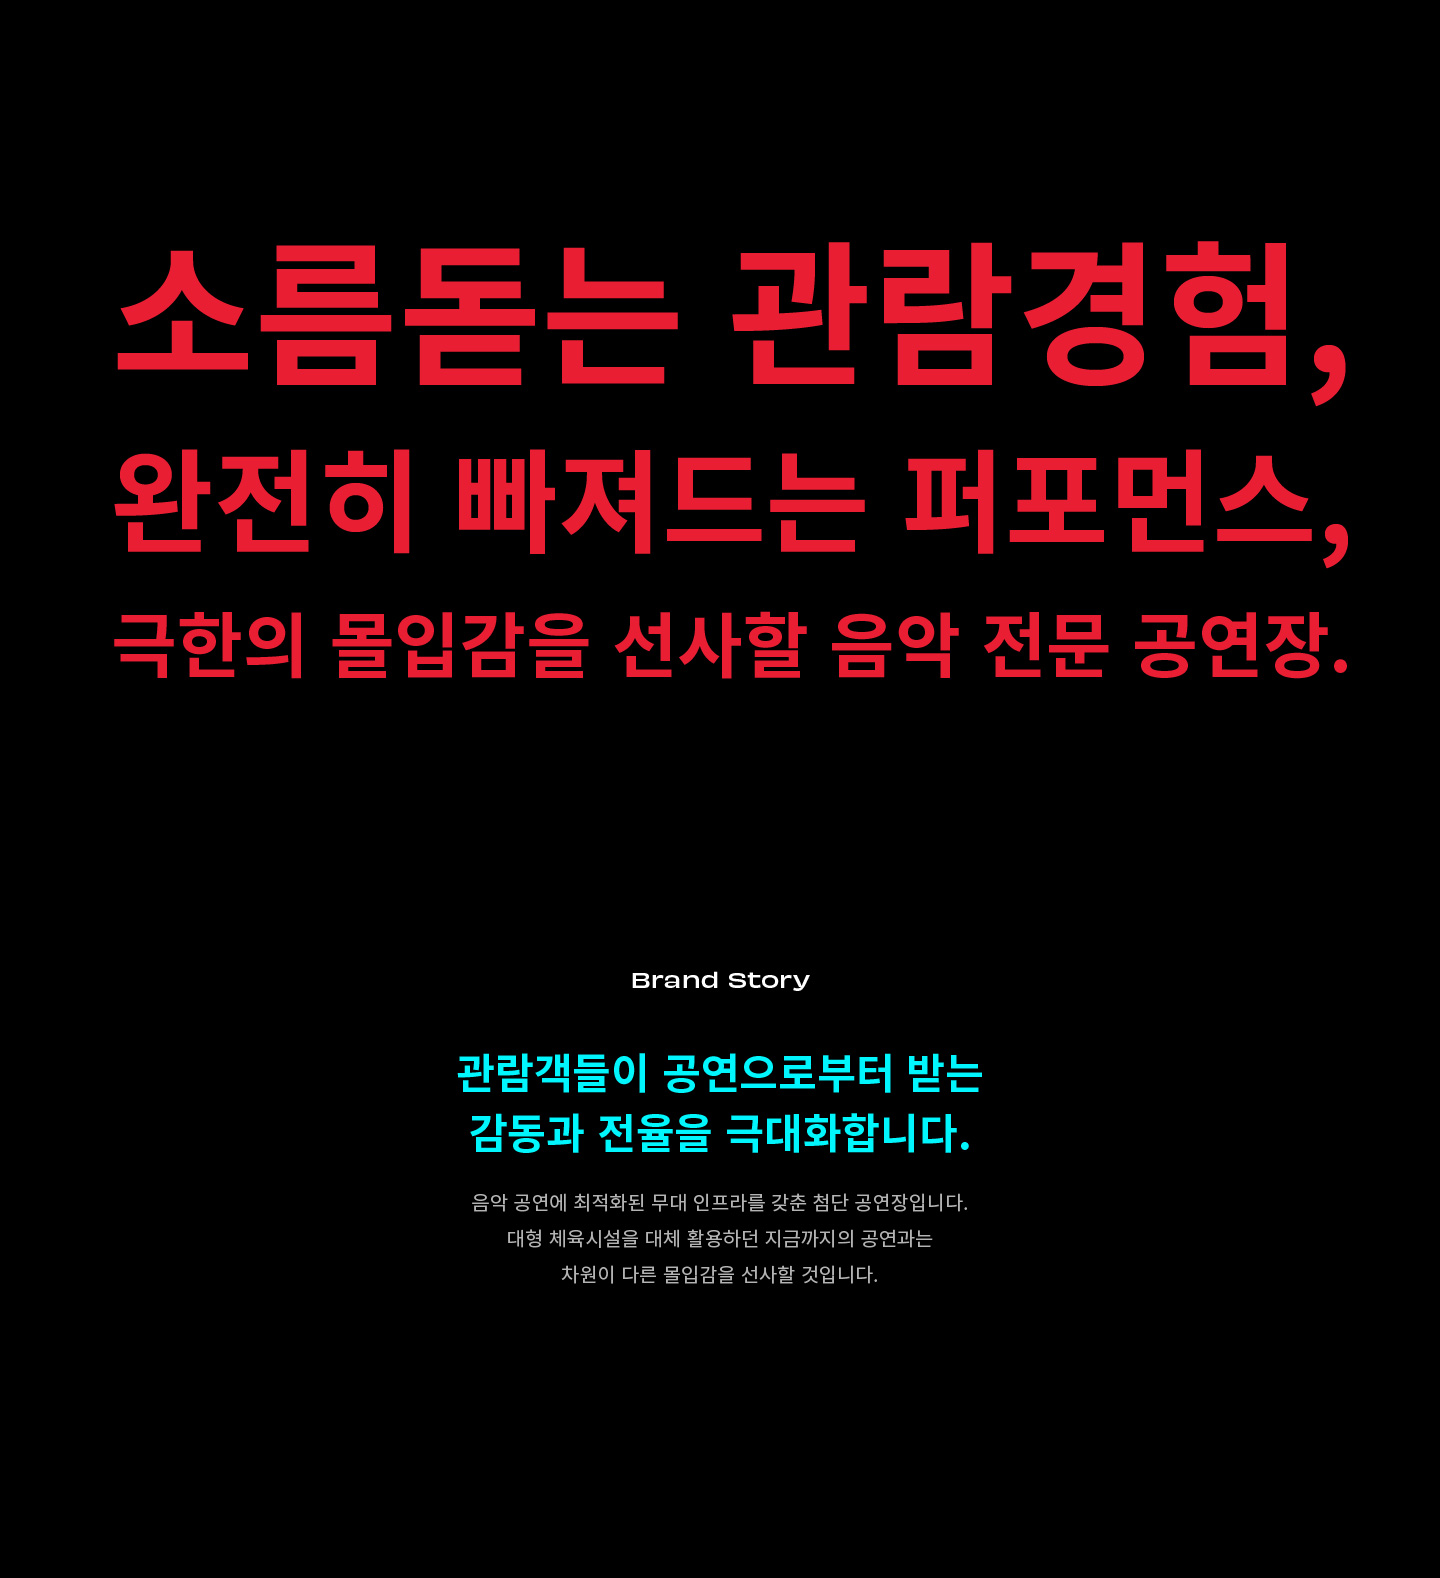 소름돋는 관람경험,
완전히 빠져드는 퍼포먼스,
극한의 몰입감을 선사할 음악 전문 공연장.
Brand Story
관람객들이 공연으로부터 받는
감동과 전율을 극대화합니다.
음악 공연에 최적화된 무대 인프라를 갖춘 첨단 공연장입니다.
대형 체육시설을 대체 활용하던 지금까지의 공연과는
차원이 다른 몰입감을 선사할 것입니다.